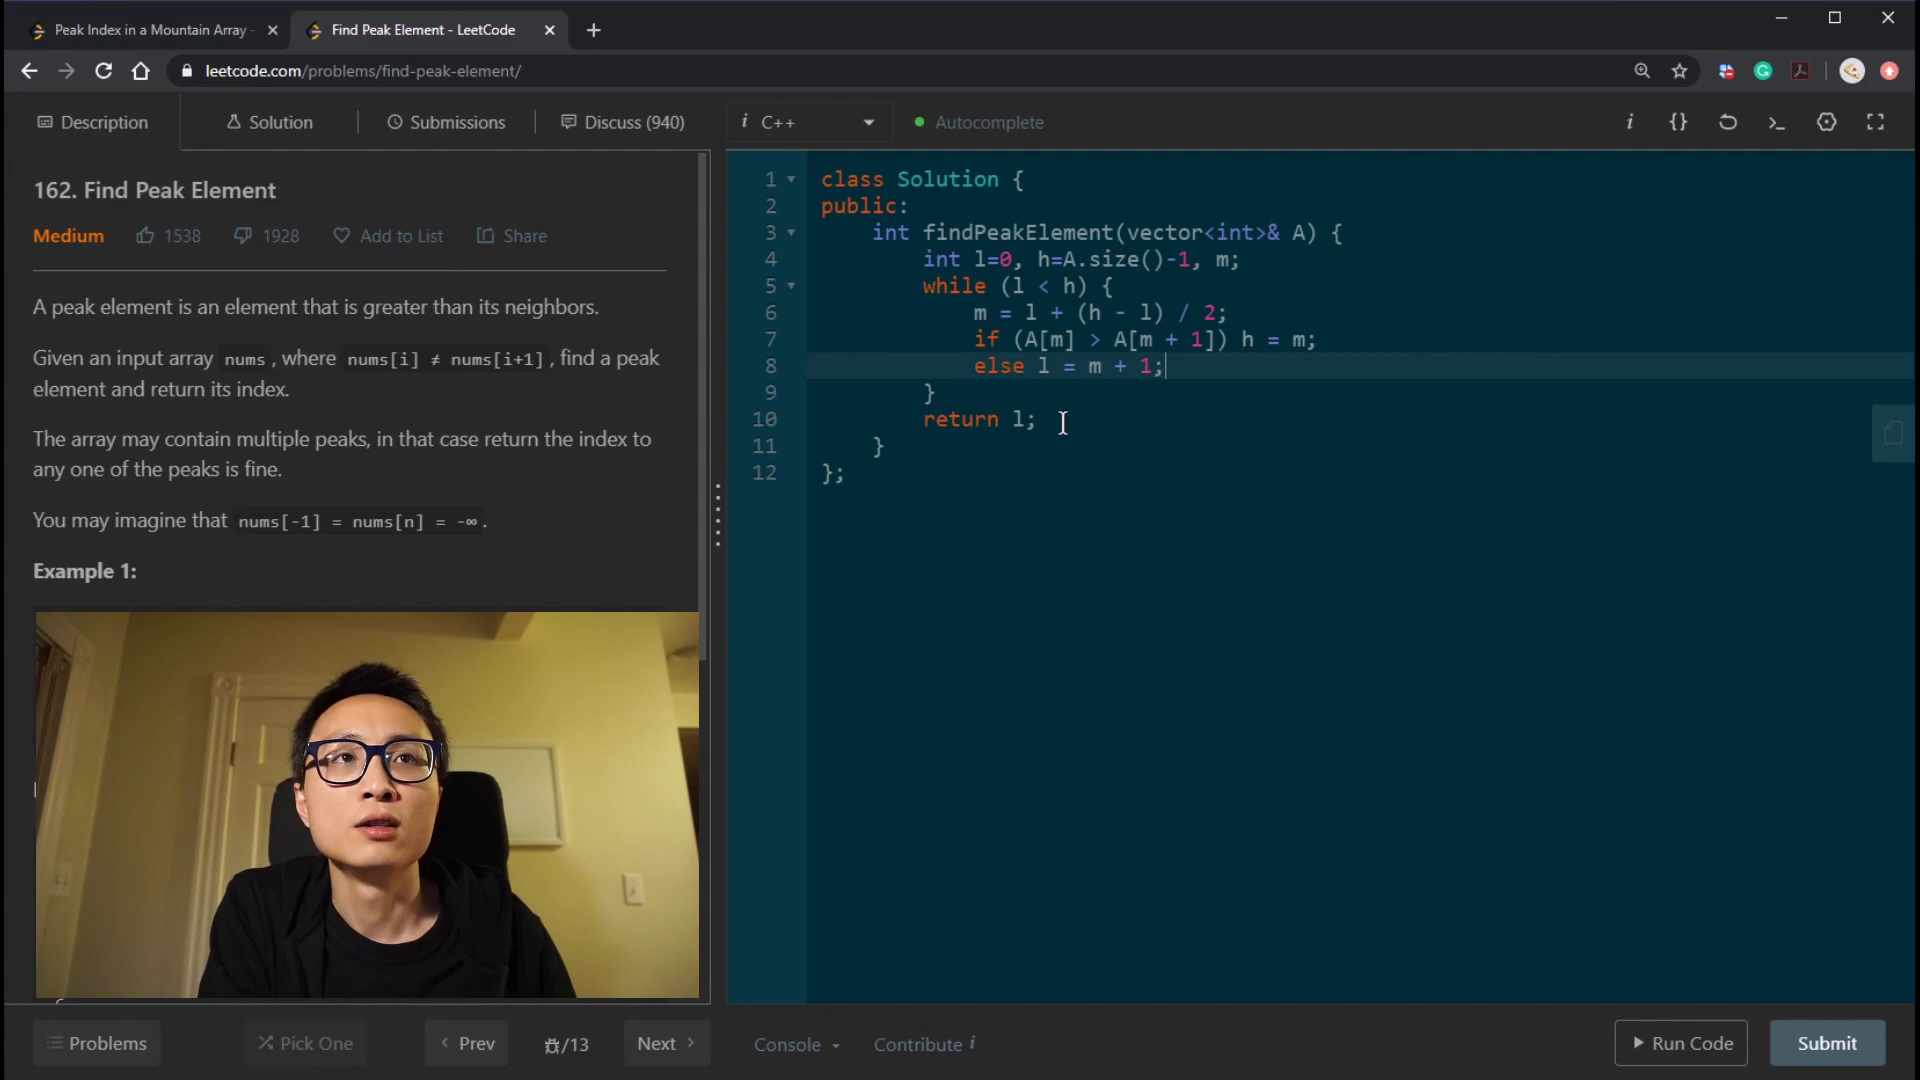 Peak Index in a Mountain Array -
Find Peak Element - LeetCode
leetcode.com/problems/find-peak-element/
Description
Solution
Submissions
Discuss (940)
i C++
Autocomplete
162. Find Peak Element
Medium 1538 1928 Add to List Share
A peak element is an element that is greater than its neighbors.
Given an input array nums, where nums[i] ≠ nums[i+1], find a peak
element and return its index.
The array may contain multiple peaks, in that case return the index to
any one of the peaks is fine.
You may imagine that nums[-1] = nums[n] = -∞.
Example 1:
1 class Solution {
2 public:
3 int findPeakElement(vector<int>& A) {
4 int l=0, h=A.size()-1, m;
5 while (l < h) {
6 m = l + (h - l) / 2;
7 if (A[m] > A[m + 1]) h = m;
8 else l = m + 1;
9 }
10 return l;
11 }
12 };
Problems
Pick One
Prev
/13
Next
Console
Contribute i
Run Code
Submit